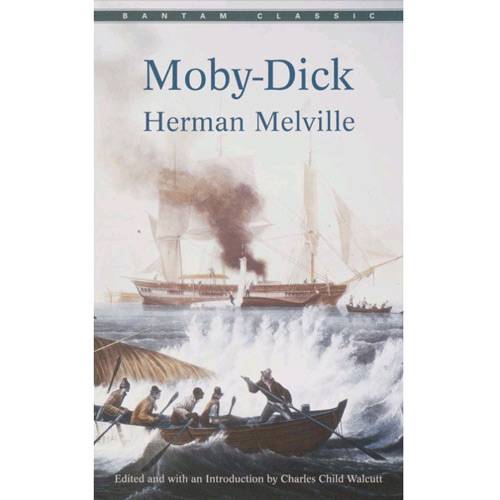 BANTAM CLASSIC
Moby-Dick
Herman Melville
Edited and with an Introduction by Charles Child Walcutt